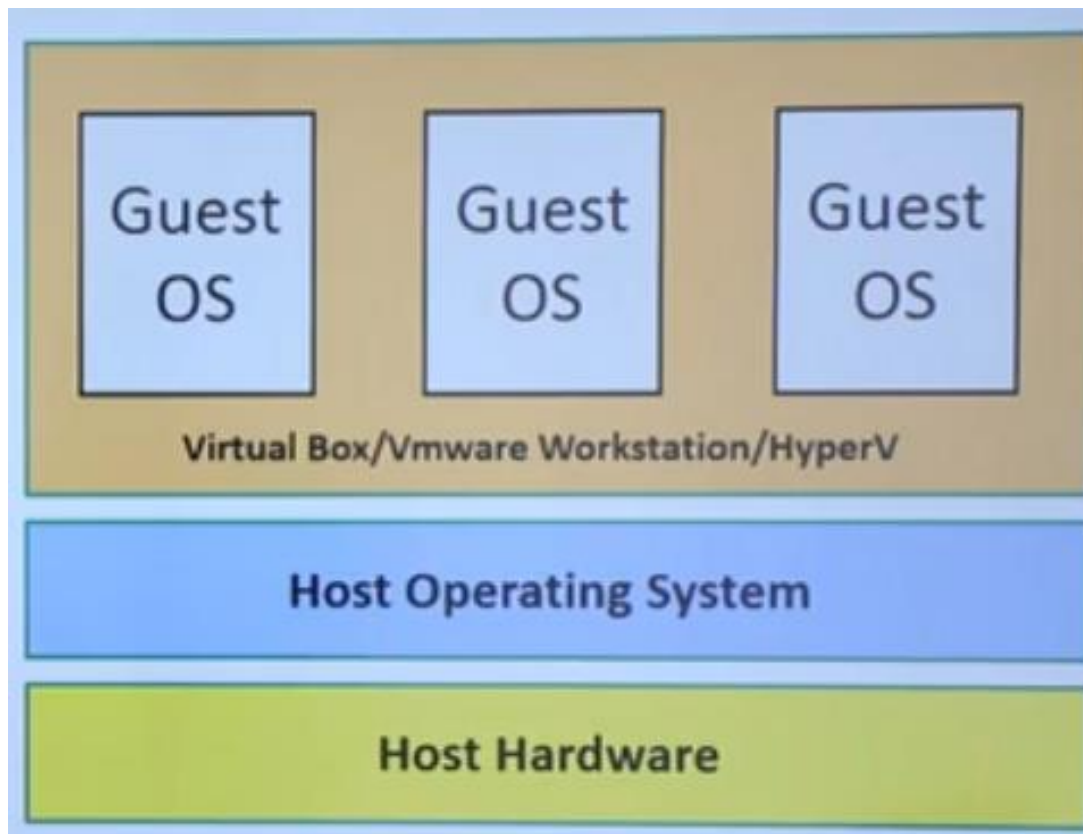 Guest
OS
Guest
OS
Guest
OS
Virtual Box/Vmware Workstation/HyperV
Host Operating System
Host Hardware